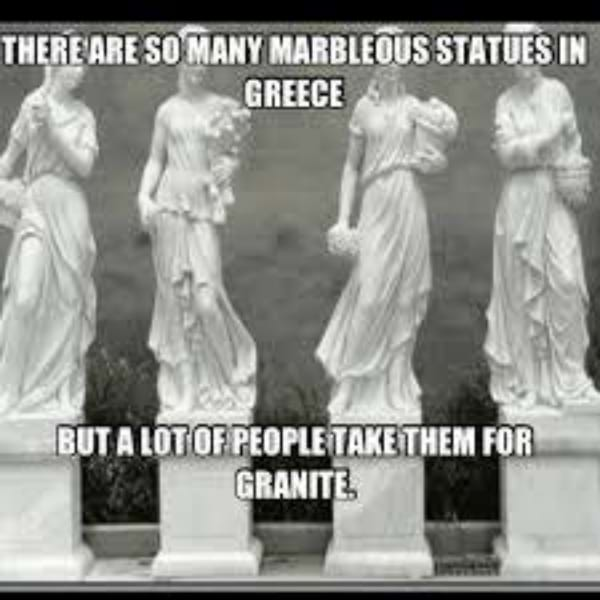 THERE ARE SO MANY MARBLEOUS STATUES IN
GREECE
BUT A LOT OF PEOPLE TAKE THEM FOR
GRANITE.